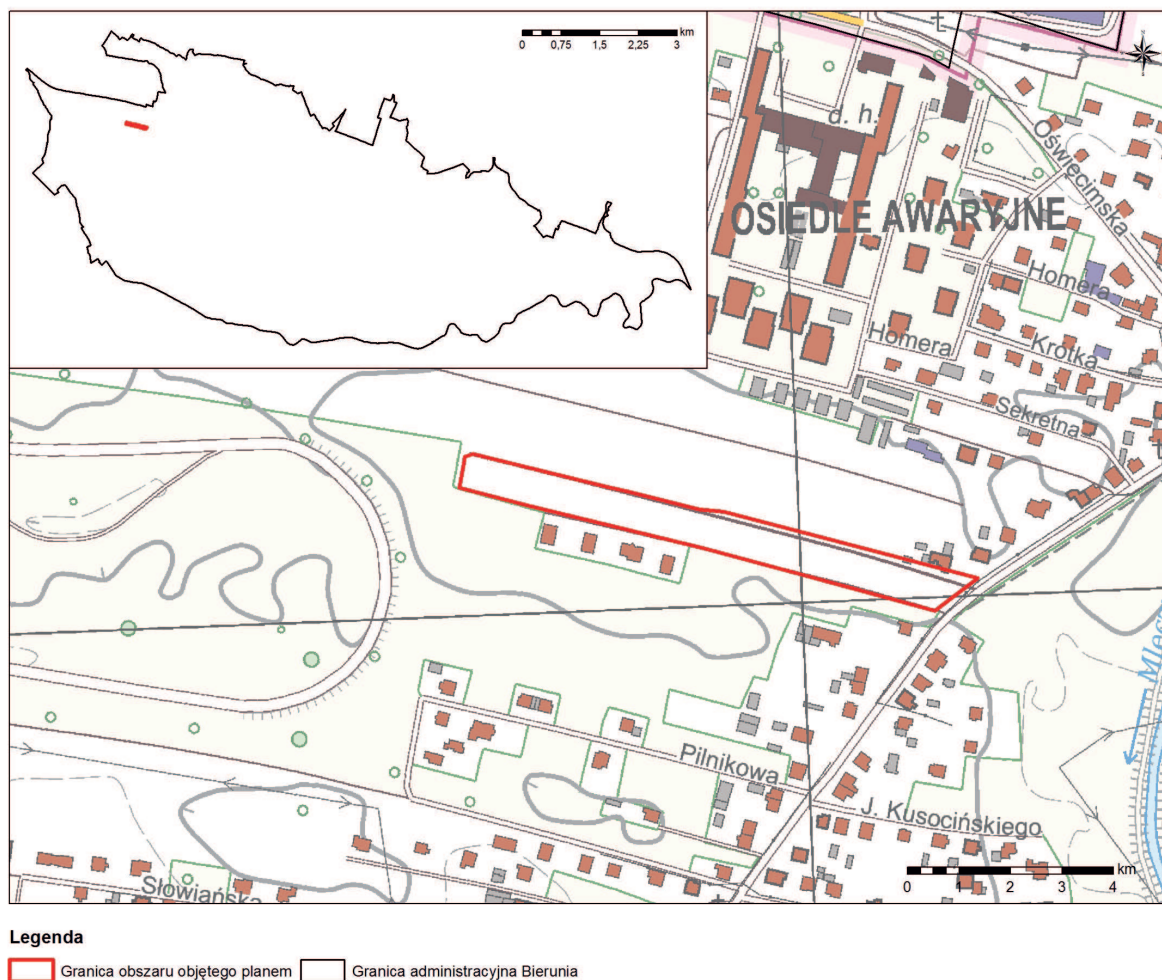 km
0 0,75 1,5 2,25 3
N
d. h.
Oświęcimska
OSIEDLE AWARYJNE
Homera
Homera
Krótka
Sekretna
Pilnikowa
J. Kusocińskiego
Słowiańska
km
0 1 2 3 4
Legenda
Granica obszaru objętego planem Granica administracyjna Bierunia